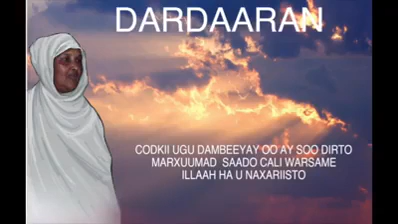 DARDAARAN
CODKII UGU DAMBEEYAY OO AY SOO DIRTO
MARXUUMAD SAADO CALI WARSAME
ILLAAH HA U NAXARIISTO